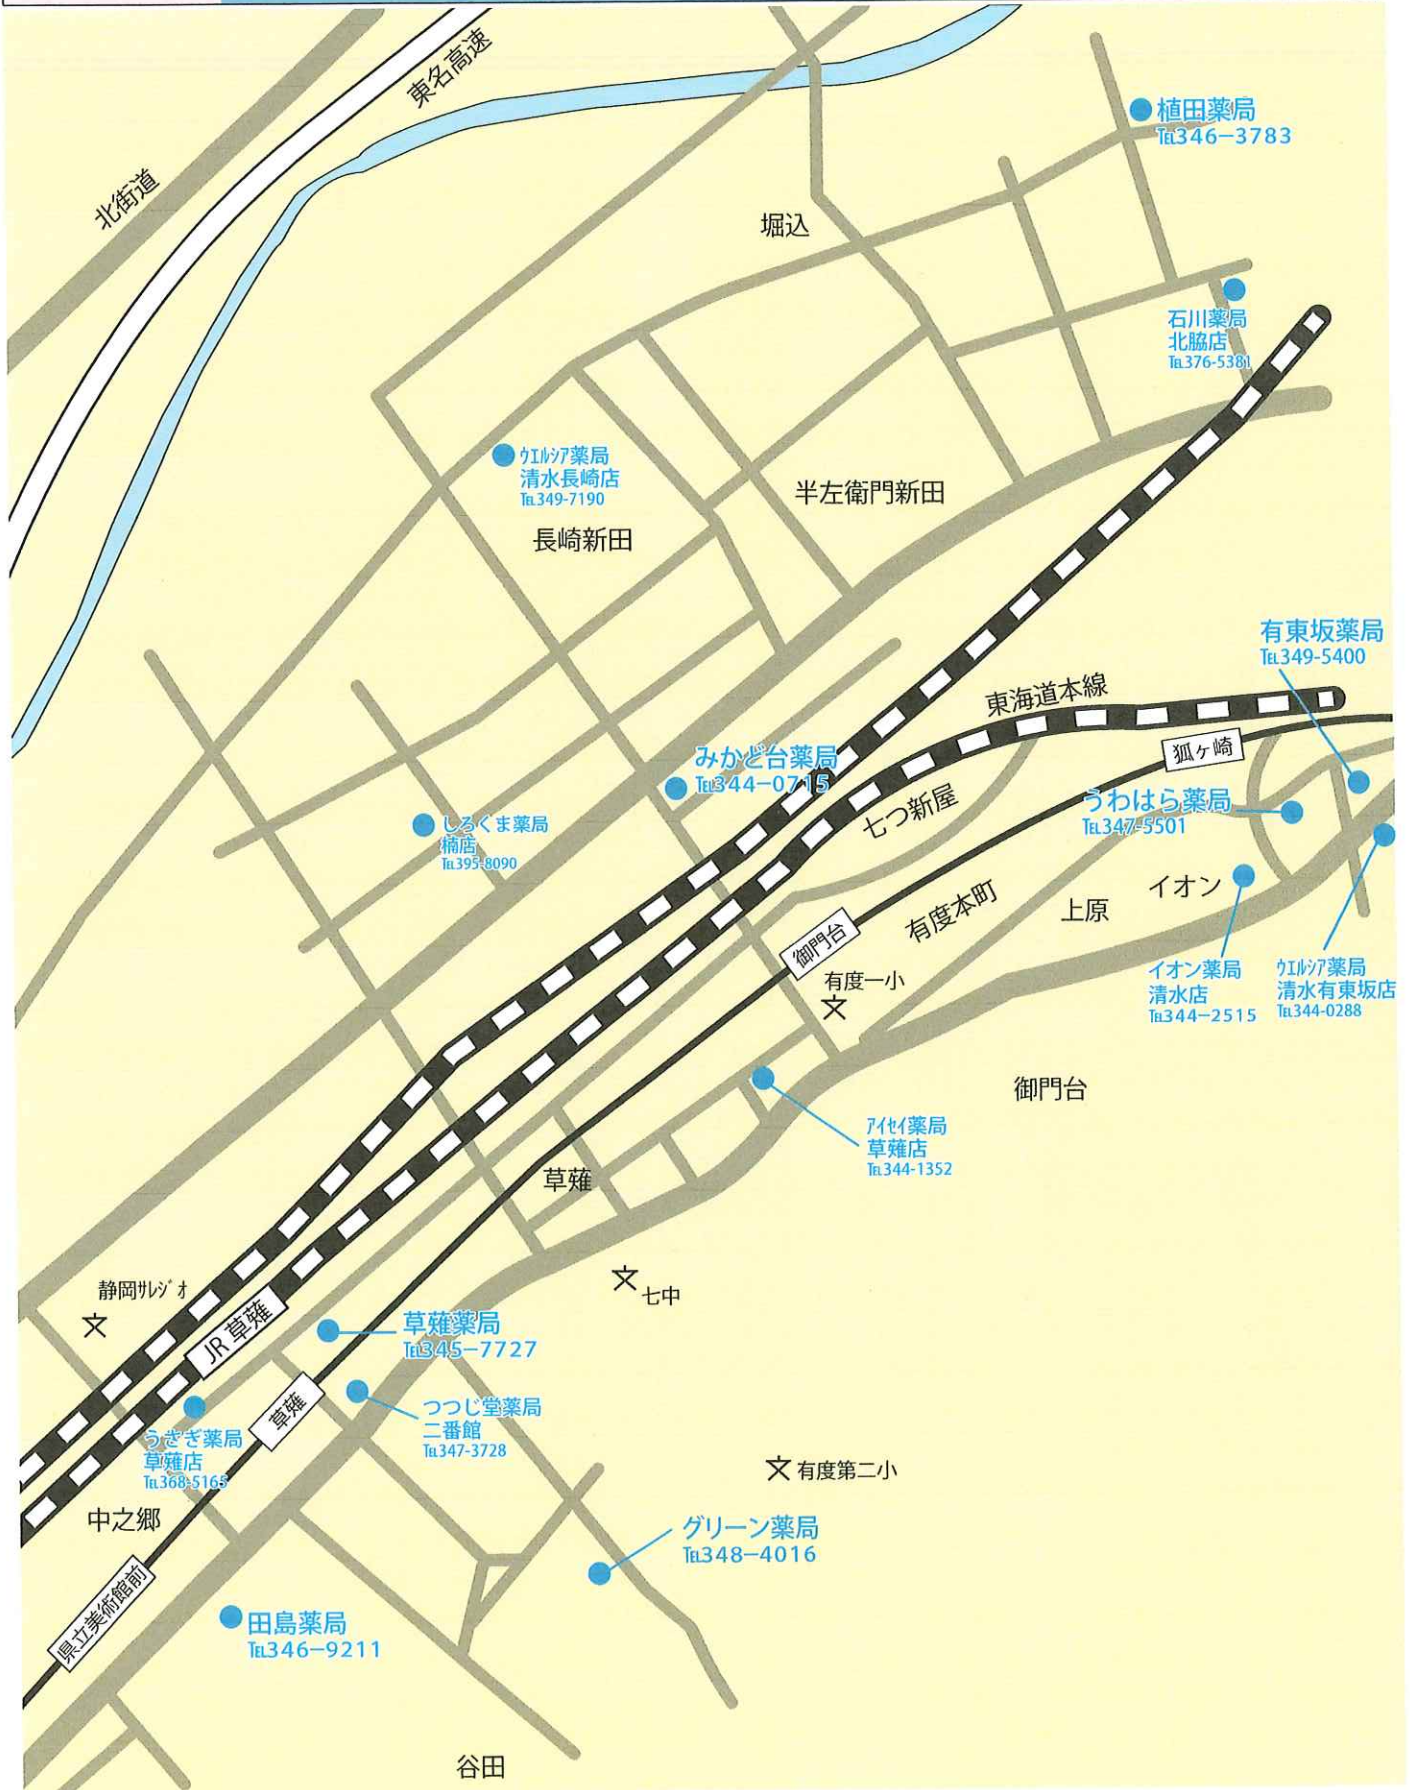 東名高速
北街道
植田薬局
℡346−3783
堀込
石川薬局
北脇店
℡376-5381
ｳｴﾙｼｱ薬局
清水長崎店
℡349-7190
半左衛門新田
長崎新田
有東坂薬局
℡349-5400
東海道本線
狐ヶ崎
みかど台薬局
℡344−0715
七つ新屋
うわはら薬局
℡347-5501
しろくま薬局
楠店
℡395-8090
イオン
上原
有度本町
御門台
有度一小
イオン薬局
清水店
℡344−2515
ｳｴﾙｼｱ薬局
清水有東坂店
℡344-0288
御門台
ｱｲｾｲ薬局
草薙店
℡344-1352
草薙
静岡ｻﾚｼﾞｵ
七中
JR 草薙
草薙薬局
℡345−7727
草薙
つつじ堂薬局
二番館
℡347-3728
うさぎ薬局
草薙店
℡368-5165
有度第二小
中之郷
グリーン薬局
℡348−4016
県立美術館前
田島薬局
℡346−9211
谷田